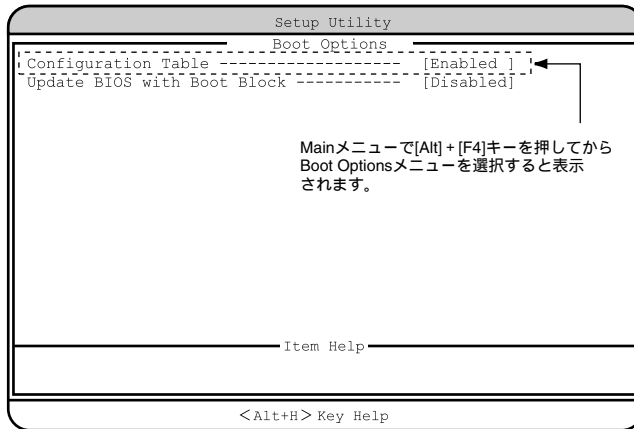 Setup Utility
Boot Options
Configuration Table ------------------- [Enabled ]
Update BIOS with Boot Block ----------- [Disabled]
Mainメニューで[Alt] + [F4]キーを押してから
Boot Optionsメニューを選択すると表示
されます。
Item Help
＜Alt+H＞ Key Help